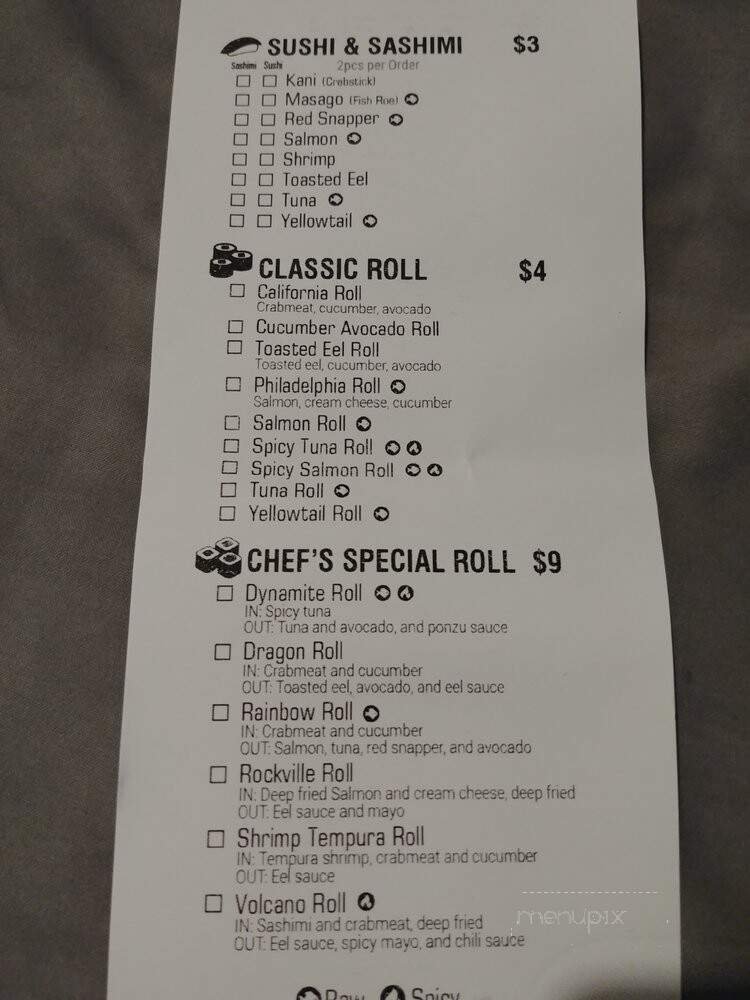 SUSHI & SASHIMI $3
Sashimi Sushi 2pcs per Order
Kani (Crabstick)
Masago (Fish Roe)
Red Snapper
Salmon
Shrimp
Toasted Eel
Tuna
Yellowtail
CLASSIC ROLL $4
California Roll
Crabmeat, cucumber, avocado
Cucumber Avocado Roll
Toasted Eel Roll
Toasted eel, cucumber, avocado
Philadelphia Roll
Salmon, cream cheese, cucumber
Salmon Roll
Spicy Tuna Roll
Spicy Salmon Roll
Tuna Roll
Yellowtail Roll
CHEF'S SPECIAL ROLL $9
Dynamite Roll
IN: Spicy tuna
OUT: Tuna and avocado, and ponzu sauce
Dragon Roll
IN: Crabmeat and cucumber
OUT: Toasted eel, avocado, and eel sauce
Rainbow Roll
IN: Crabmeat and cucumber
OUT: Salmon, tuna, red snapper, and avocado
Rockville Roll
IN: Deep fried Salmon and cream cheese, deep fried
OUT: Eel sauce and mayo
Shrimp Tempura Roll
IN: Tempura shrimp, crabmeat and cucumber
OUT: Eel sauce
Volcano Roll
IN: Sashimi and crabmeat, deep fried
OUT: Eel sauce, spicy mayo, and chili sauce
menupix
Raw Spicy